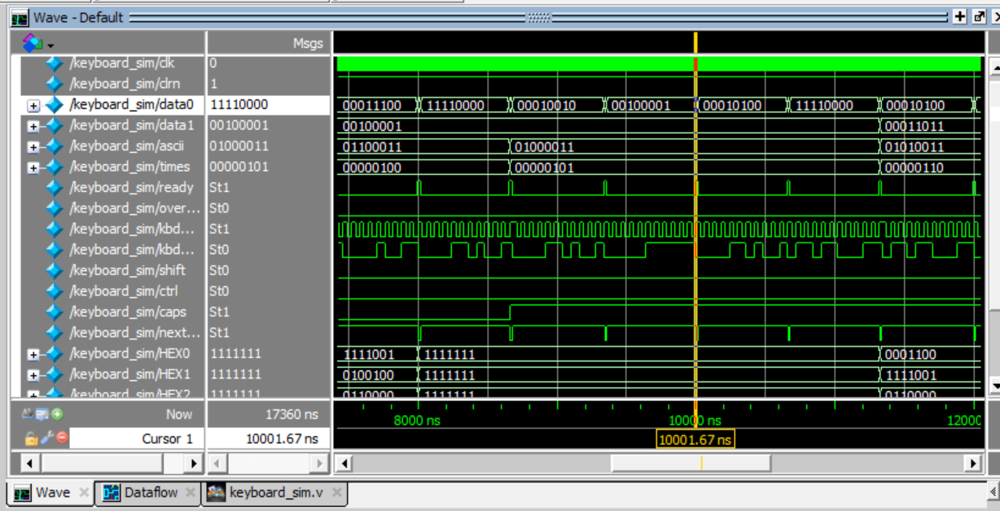 Wave - Default
Msgs
/keyboard_sim/clk 0
/keyboard_sim/clrn 1
/keyboard_sim/data0 11110000 00011100 11110000 00010010 00100001 00010100 11110000 00010100
/keyboard_sim/data1 00100001 00100001 00011011
/keyboard_sim/ascii 01000011 01100011 01000011 01010011
/keyboard_sim/times 00000101 00000100 00000101 00000110
/keyboard_sim/ready St1
/keyboard_sim/over... St0
/keyboard_sim/kbd... St1
/keyboard_sim/kbd... St0
/keyboard_sim/shift St0
/keyboard_sim/ctrl St0
/keyboard_sim/caps St1
/keyboard_sim/next... St1
/keyboard_sim/HEX0 1111111 1111001 1111111 0001100
/keyboard_sim/HEX1 1111111 0100100 1111111 1111001
/keyboard_sim/HEX2 1111111 0110000 1111111 0110000
Now 17360 ns 8000 ns 10000 ns 12000
Cursor 1 10001.67 ns 10001.67 ns
Wave Dataflow keyboard_sim.v